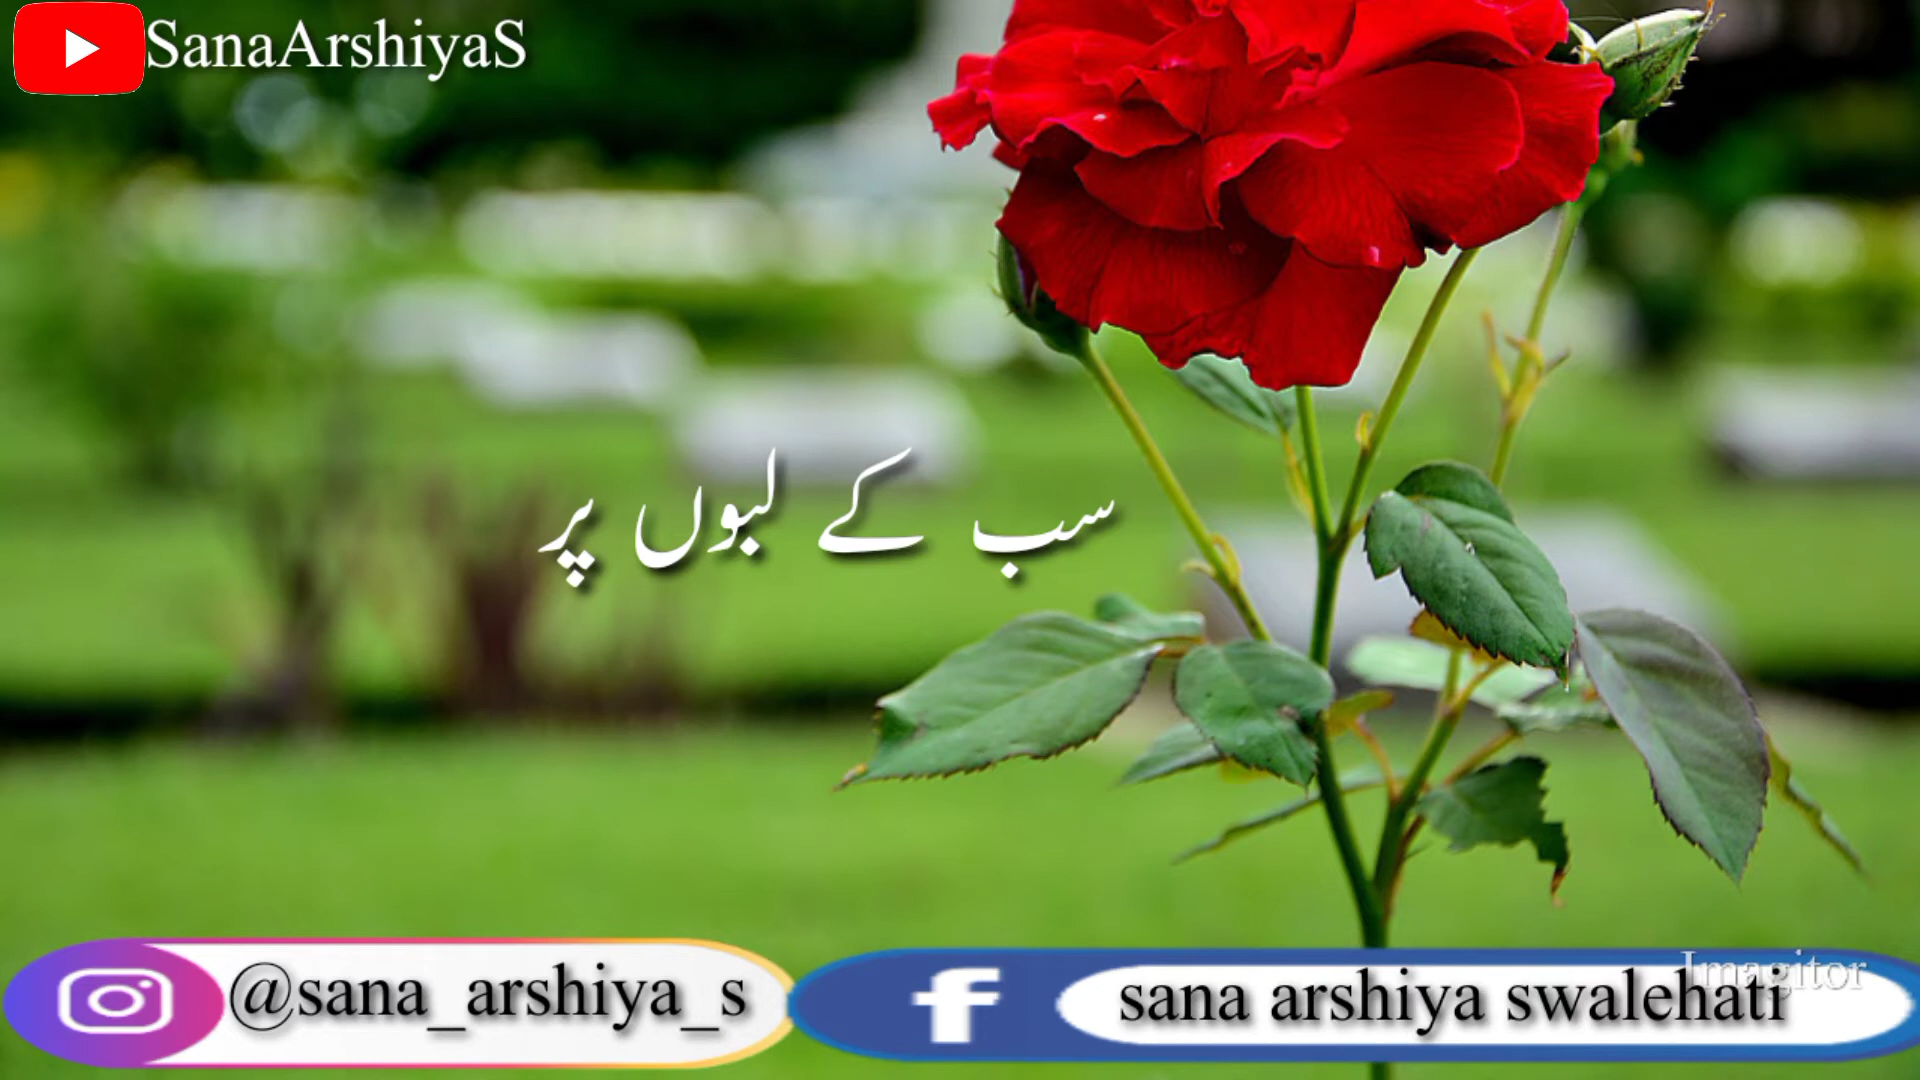 SanaArshiyaS
سب کے لبوں پر
@sana_arshiya_s
sana arshiya swalehati
Imagitor